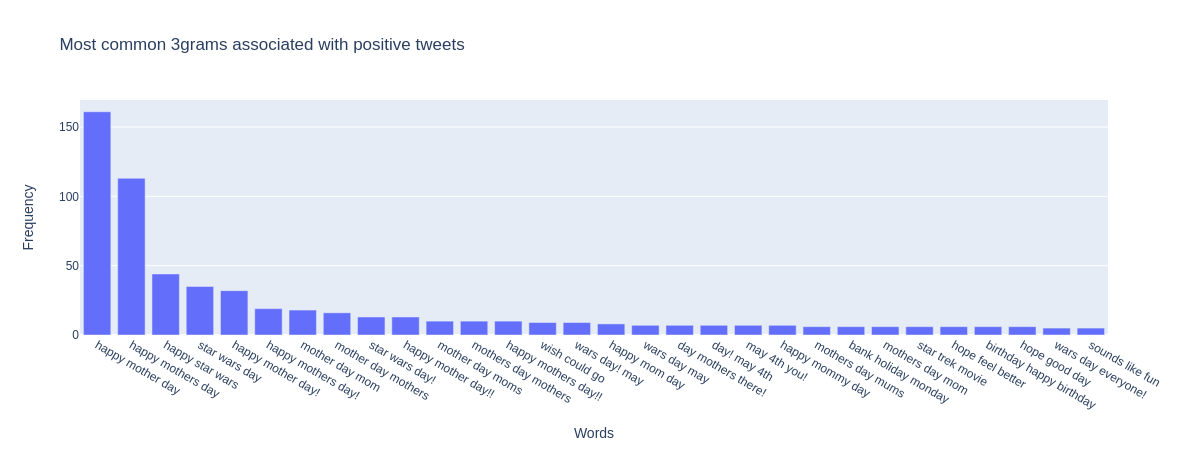 Most common 3grams associated with positive tweets
150
100
50
0
Frequency
happy mother day
happy mothers day
happy star wars
star wars day
happy mother day!
happy mothers day!
mother day mom
mother day mothers
star wars day!
happy mother day!!
mother day moms
mothers day mothers
happy mothers day!!
wish could go
wars day! may
happy mom day
wars day may
day mothers there!
day! may 4th
may 4th you!
happy mommy day
mothers day mums
bank holiday monday
mothers day mom
star trek movie
hope feel better
birthday happy birthday
hope good day
wars day everyone!
sounds like fun
Words